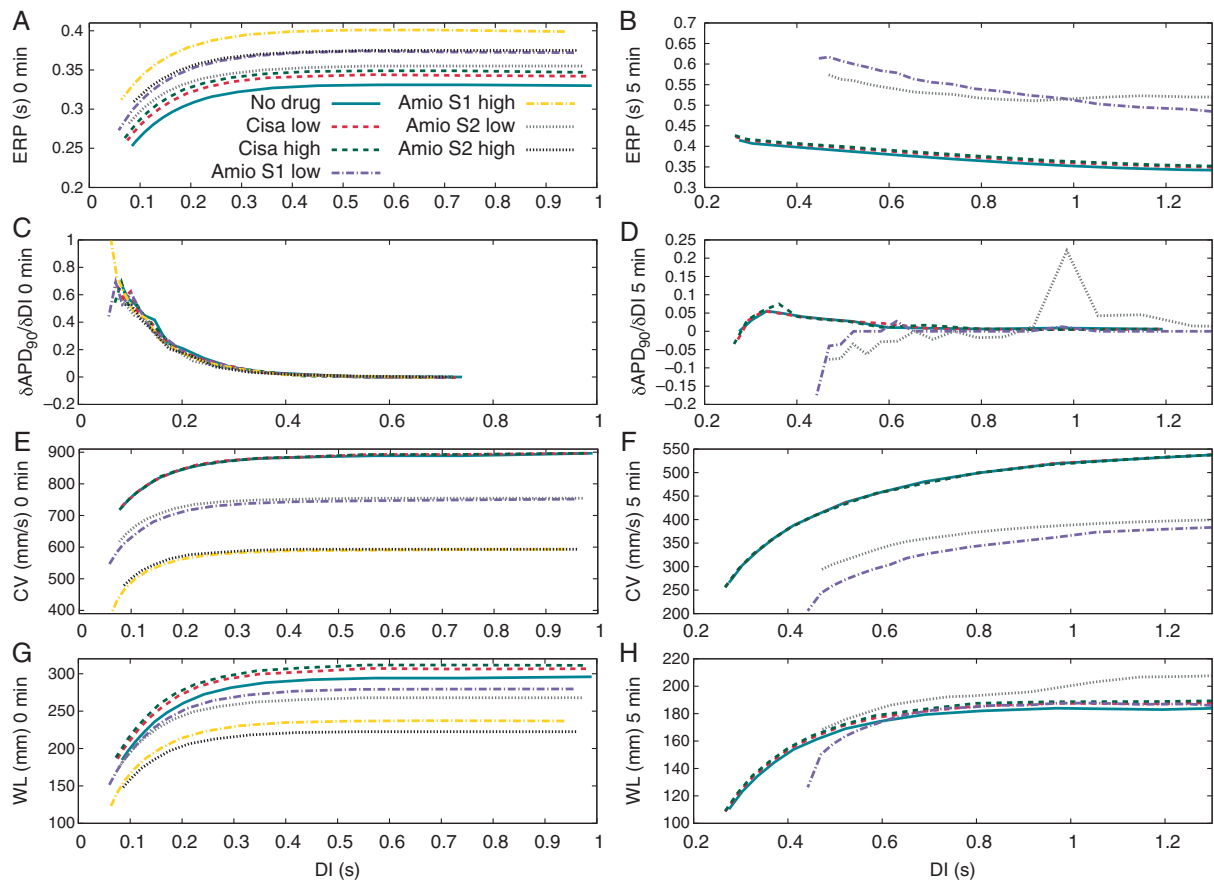 A
ERP (s) 0 min
0.4
0.35
0.3
0.25
0.2
No drug
Cisa low
Cisa high
Amio S1 low
Amio S1 high
Amio S2 low
Amio S2 high
0 0.1 0.2 0.3 0.4 0.5 0.6 0.7 0.8 0.9 1
B
ERP (s) 5 min
0.7
0.65
0.6
0.55
0.5
0.45
0.4
0.35
0.3
0.2 0.4 0.6 0.8 1 1.2
C
δAPD90/δDI 0 min
1
0.8
0.6
0.4
0.2
0
−0.2
0 0.2 0.4 0.6 0.8 1
D
δAPD90/δDI 5 min
0.25
0.2
0.15
0.1
0.05
0
−0.05
−0.1
−0.15
−0.2
0.2 0.4 0.6 0.8 1 1.2
E
CV (mm/s) 0 min
900
800
700
600
500
400
0 0.1 0.2 0.3 0.4 0.5 0.6 0.7 0.8 0.9 1
F
CV (mm/s) 5 min
550
500
450
400
350
300
250
200
0.2 0.4 0.6 0.8 1 1.2
G
WL (mm) 0 min
300
250
200
150
100
0 0.1 0.2 0.3 0.4 0.5 0.6 0.7 0.8 0.9 1
DI (s)
H
WL (mm) 5 min
220
200
180
160
140
120
100
0.2 0.4 0.6 0.8 1 1.2
DI (s)